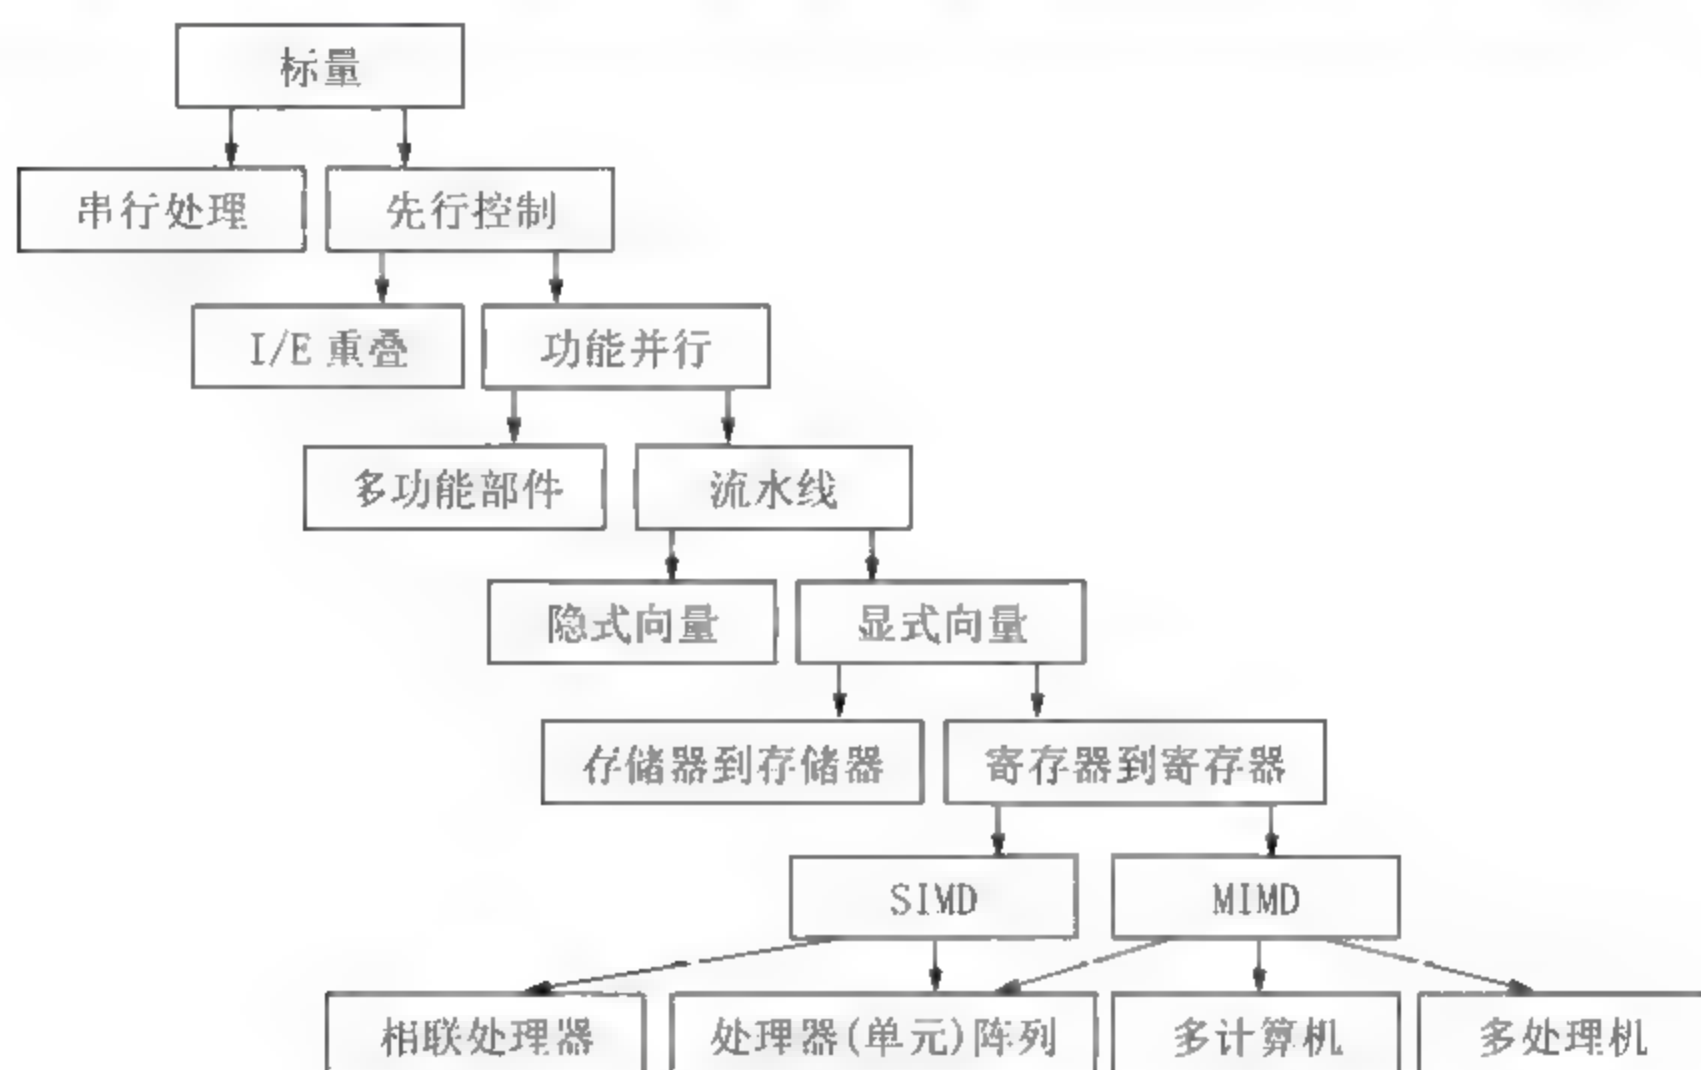 标量
串行处理
先行控制
I/E 重叠
功能并行
多功能部件
流水线
隐式向量
显式向量
存储器到存储器
寄存器到寄存器
SIMD
MIMD
相联处理器
处理器(单元)阵列
多计算机
多处理机